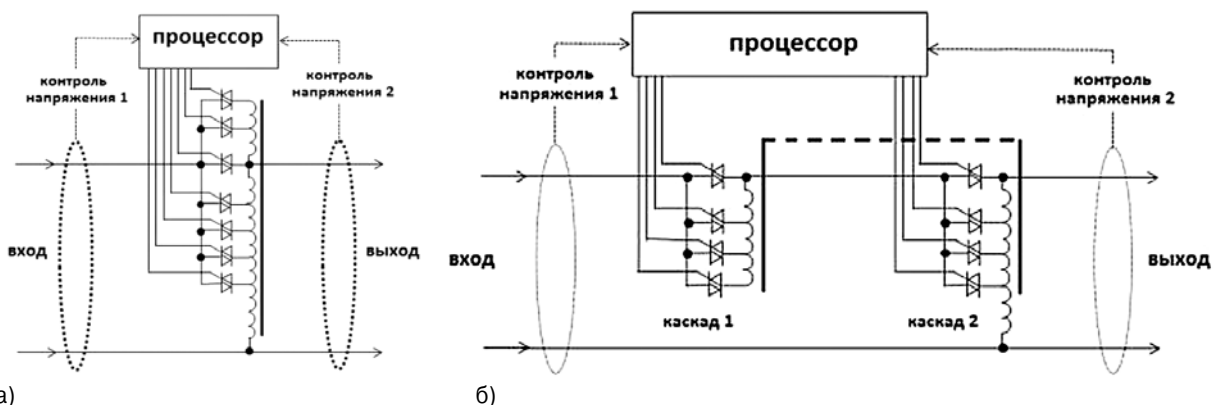 процессор
контроль
напряжения 1
контроль
напряжения 2
вход
выход
а)
процессор
контроль
напряжения 1
контроль
напряжения 2
вход
выход
каскад 1
каскад 2
б)